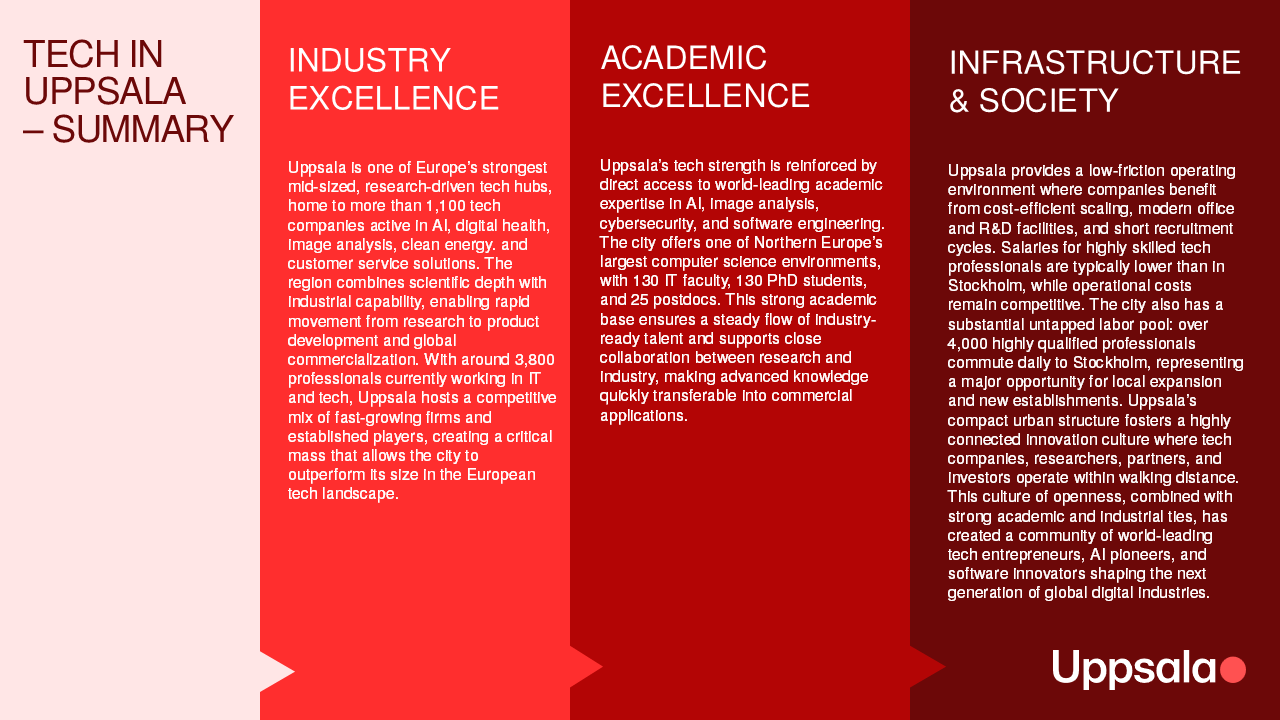 TECH IN
UPPSALA
– SUMMARY
INDUSTRY
EXCELLENCE
Uppsala is one of Europe’s strongest
mid-sized, research-driven tech hubs,
home to more than 1,100 tech
companies active in AI, digital health,
image analysis, clean energy. and
customer service solutions. The
region combines scientific depth with
industrial capability, enabling rapid
movement from research to product
development and global
commercialization. With around 3,800
professionals currently working in IT
and tech, Uppsala hosts a competitive
mix of fast-growing firms and
established players, creating a critical
mass that allows the city to
outperform its size in the European
tech landscape.
ACADEMIC
EXCELLENCE
Uppsala’s tech strength is reinforced by
direct access to world-leading academic
expertise in AI, image analysis,
cybersecurity, and software engineering.
The city offers one of Northern Europe’s
largest computer science environments,
with 130 IT faculty, 130 PhD students,
and 25 postdocs. This strong academic
base ensures a steady flow of industry-
ready talent and supports close
collaboration between research and
industry, making advanced knowledge
quickly transferable into commercial
applications.
INFRASTRUCTURE
& SOCIETY
Uppsala provides a low-friction operating
environment where companies benefit
from cost-efficient scaling, modern office
and R&D facilities, and short recruitment
cycles. Salaries for highly skilled tech
professionals are typically lower than in
Stockholm, while operational costs
remain competitive. The city also has a
substantial untapped labor pool: over
4,000 highly qualified professionals
commute daily to Stockholm, representing
a major opportunity for local expansion
and new establishments. Uppsala’s
compact urban structure fosters a highly
connected innovation culture where tech
companies, researchers, partners, and
investors operate within walking distance.
This culture of openness, combined with
strong academic and industrial ties, has
created a community of world-leading
tech entrepreneurs, AI pioneers, and
software innovators shaping the next
generation of global digital industries.
Uppsala